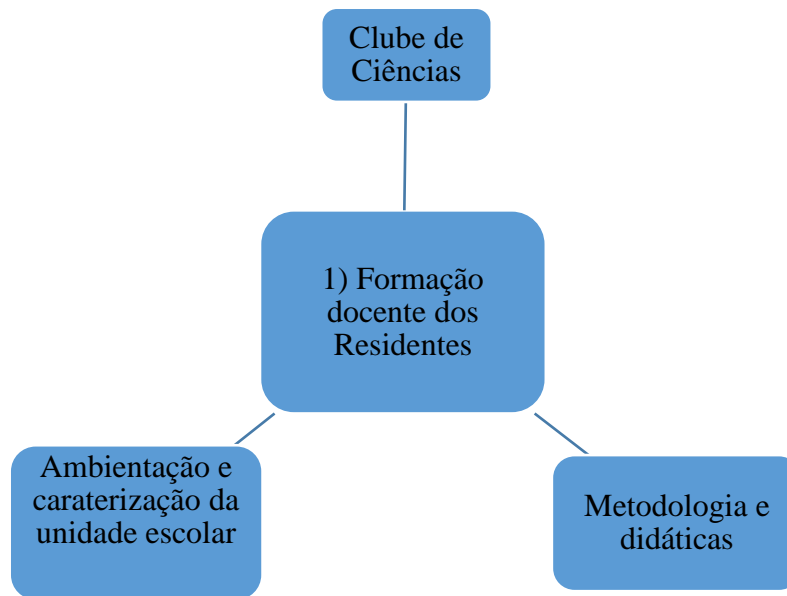 Clube de
Ciências
1) Formação
docente dos
Residentes
Ambientação e
caraterização da
unidade escolar
Metodologia e
didáticas